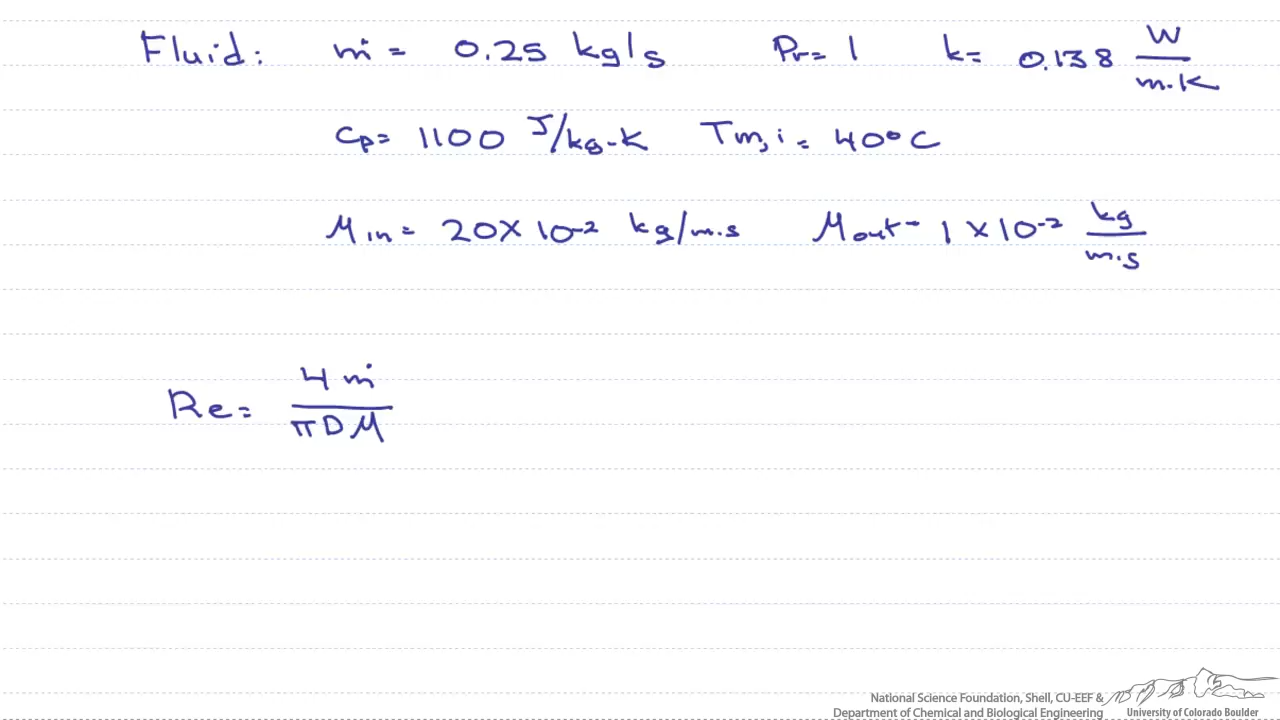 Fluid: ṁ = 0.25 kg/s Pr = 1 k = 0.138 W/m·K
Cp = 1100 J/kg-K Tm,i = 40°C
μin = 20 x 10-2 kg/m.s μout = 1 x 10-2 kg/m.s
Re = 4ṁ/πDμ
National Science Foundation, Shell, CU-EEF &
Department of Chemical and Biological Engineering
University of Colorado Boulder